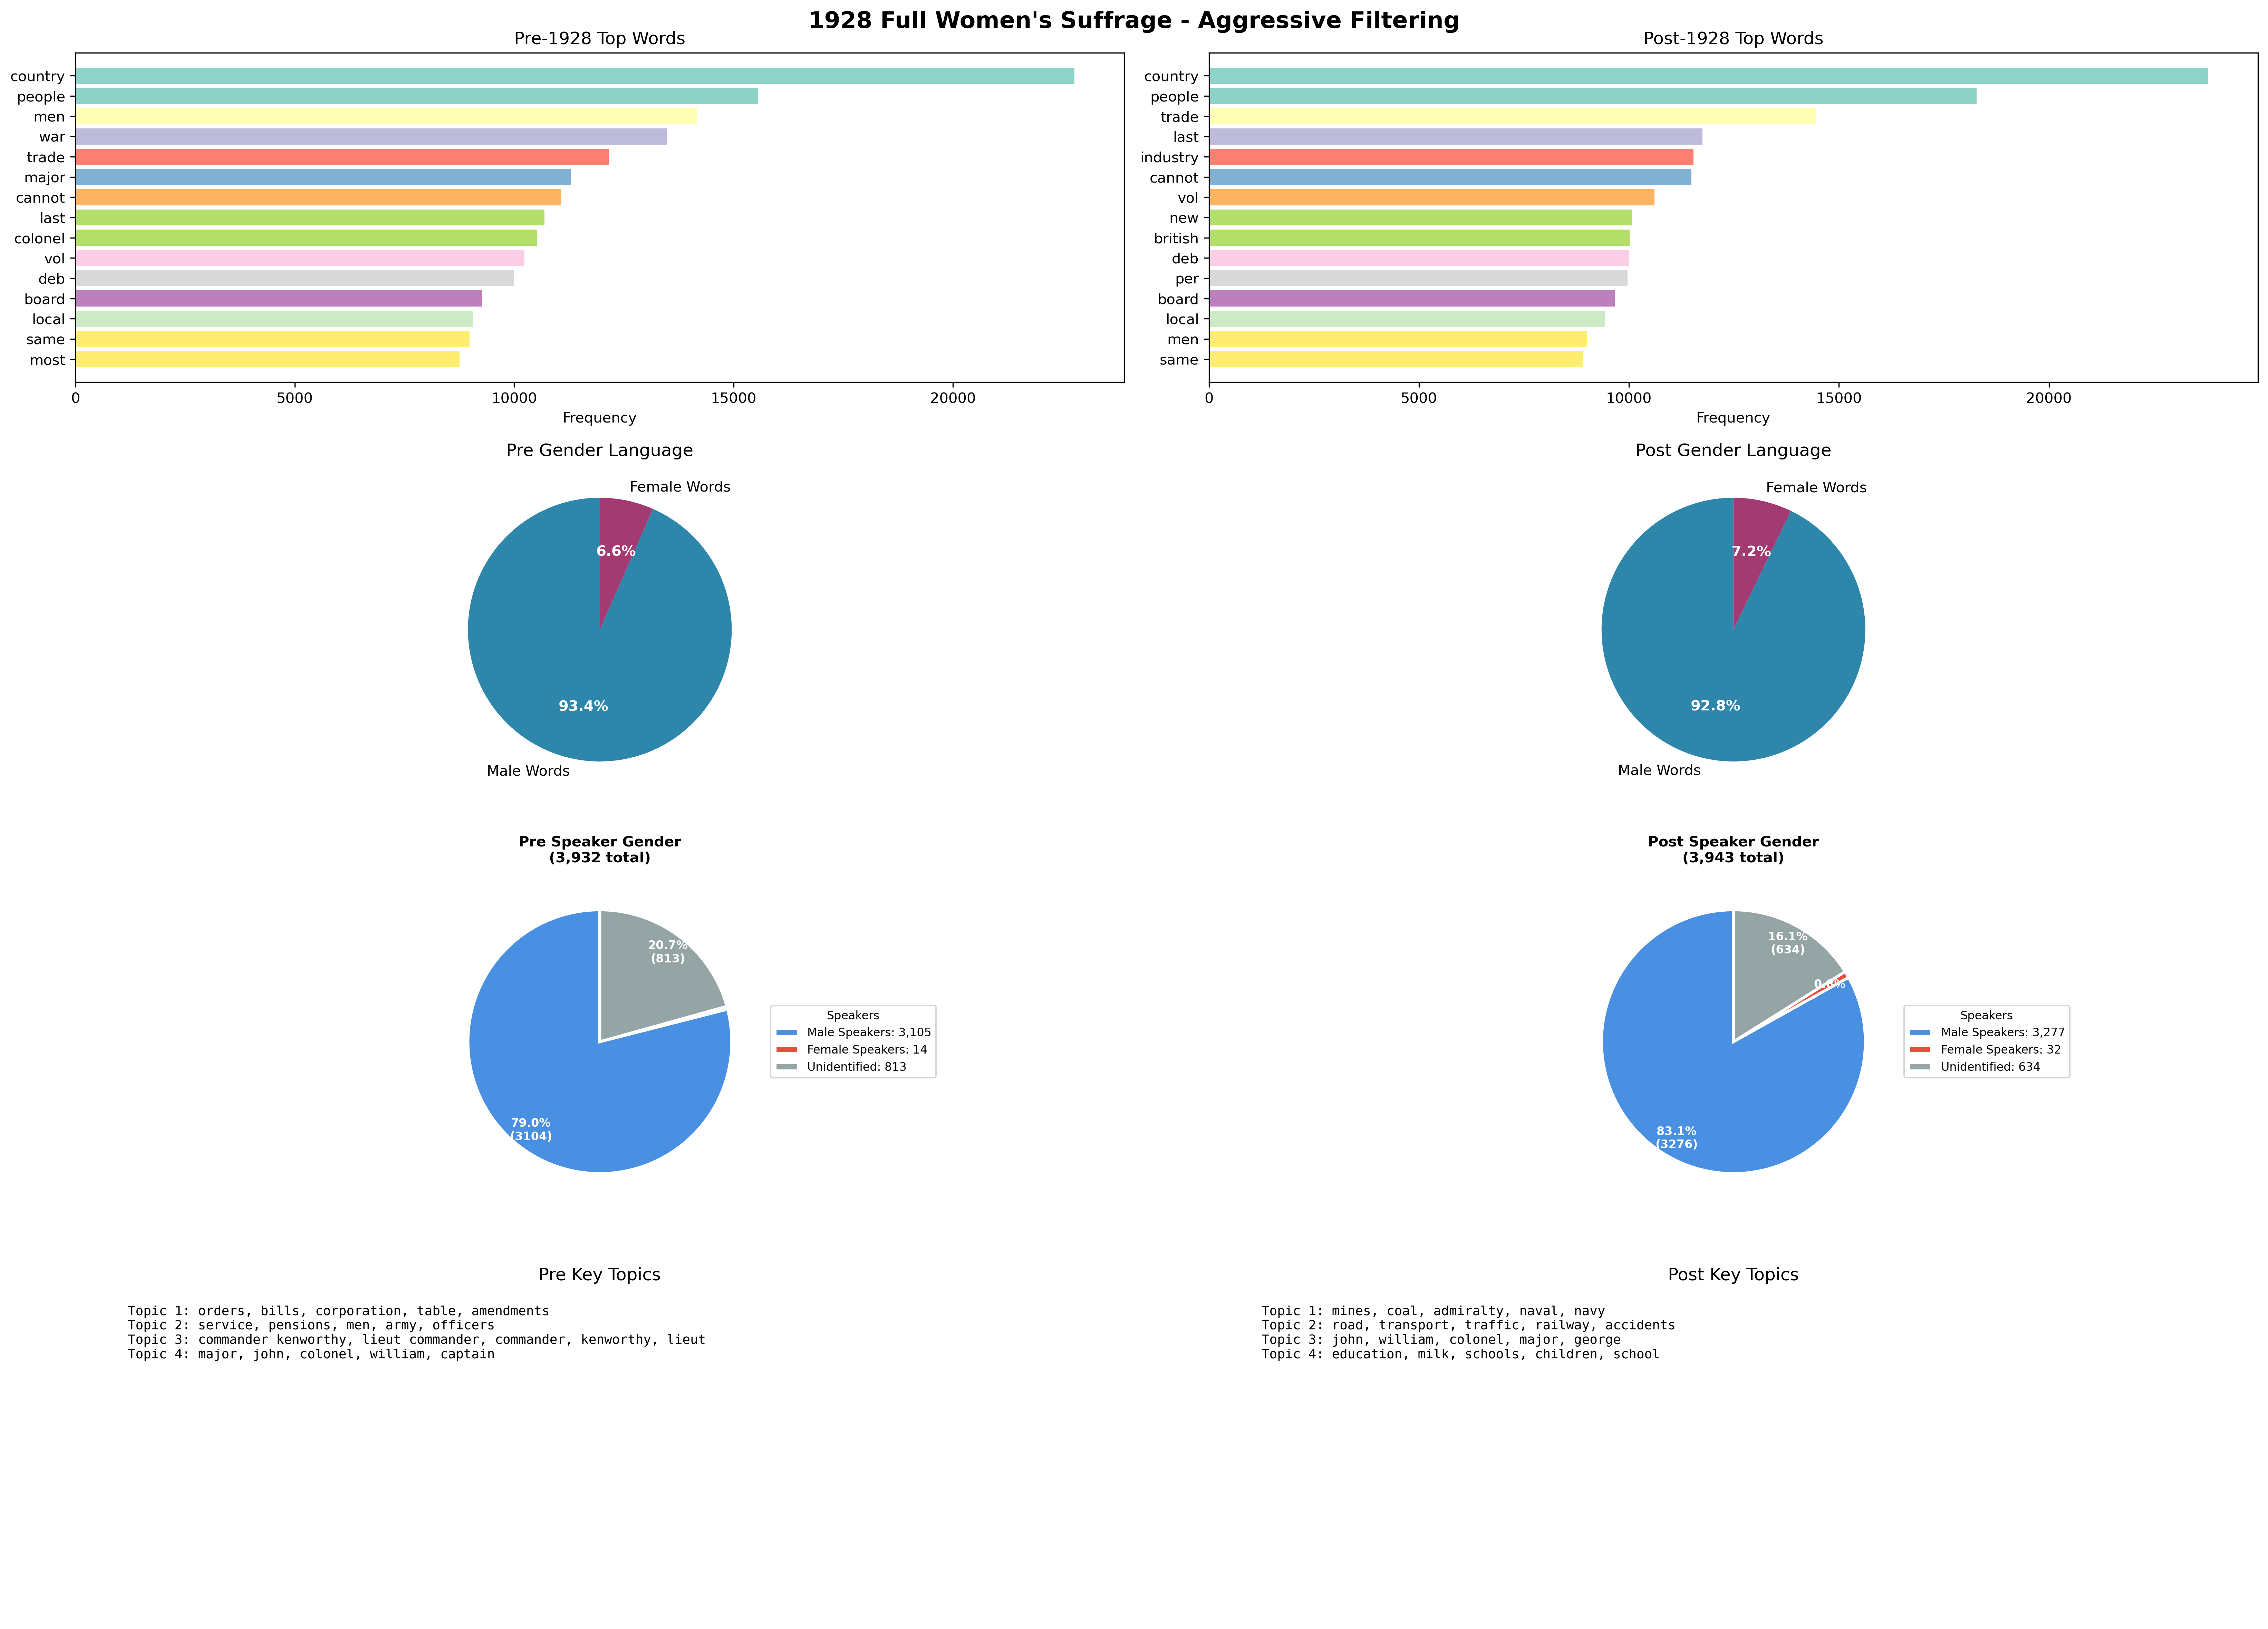 1928 Full Women's Suffrage - Aggressive Filtering
Pre-1928 Top Words
country
people
men
war
trade
major
cannot
last
colonel
vol
deb
board
local
same
most
0 5000 10000 15000 20000
Frequency
Post-1928 Top Words
country
people
trade
last
industry
cannot
vol
new
british
deb
per
board
local
men
same
0 5000 10000 15000 20000
Frequency
Pre Gender Language
Female Words
6.6%
93.4%
Male Words
Post Gender Language
Female Words
7.2%
92.8%
Male Words
Pre Speaker Gender
(3,932 total)
20.7%
(813)
79.0%
(3104)
Speakers
Male Speakers: 3,105
Female Speakers: 14
Unidentified: 813
Post Speaker Gender
(3,943 total)
16.1%
(634)
83.1%
(3276)
Speakers
Male Speakers: 3,277
Female Speakers: 32
Unidentified: 634
Pre Key Topics
Topic 1: orders, bills, corporation, table, amendments
Topic 2: service, pensions, men, army, officers
Topic 3: commander kenworthy, lieut commander, commander, kenworthy, lieut
Topic 4: major, john, colonel, william, captain
Post Key Topics
Topic 1: mines, coal, admiralty, naval, navy
Topic 2: road, transport, traffic, railway, accidents
Topic 3: john, william, colonel, major, george
Topic 4: education, milk, schools, children, school